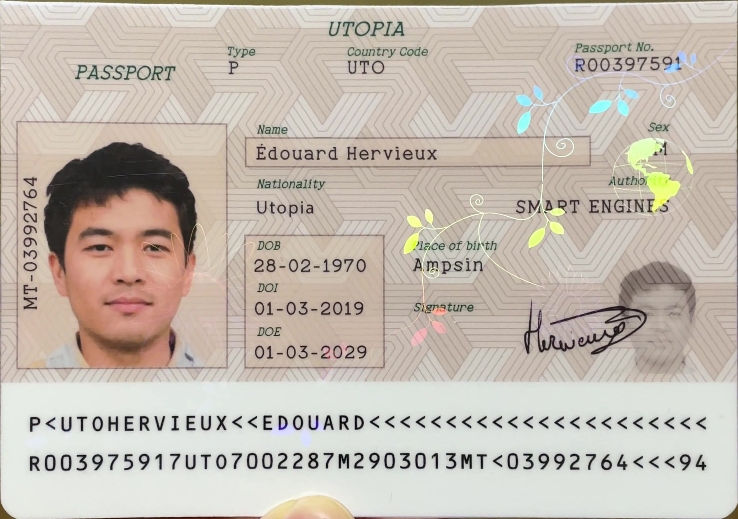 UTOPIA
PASSPORT
Type
P
Country Code
UTO
Passport No.
R00397591
Name
Édouard Hervieux
Sex
M
Nationality
Utopia
Authority
SMART ENGINES
DOB
28-02-1970
Place of birth
Ampsin
DOI
01-03-2019
Signature
Hervieux
DOE
01-03-2029
MT-03992764
P<UTOHERVIEUX<<EDOUARD<<<<<<<<<<<<<<<<<<<<<<
R003975917UTO7002287M2903013MT<03992764<<<94